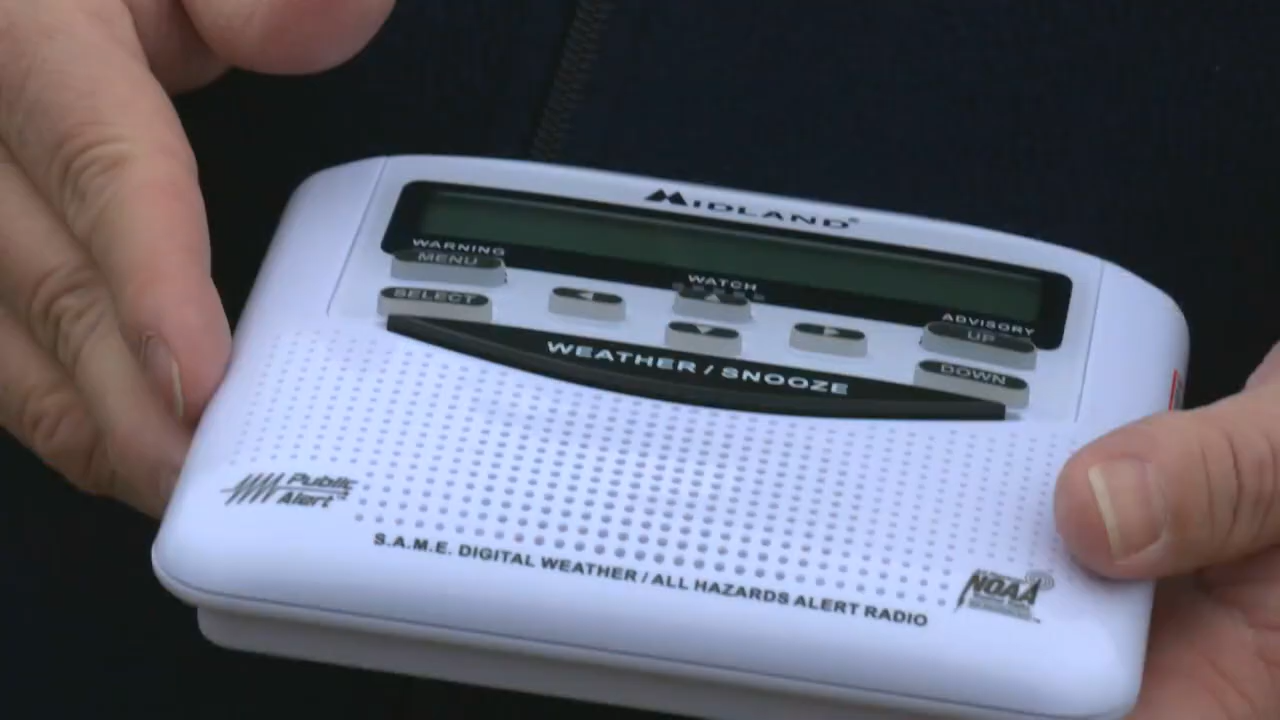 MIDLAND
WARNING
MENU
WATCH
SELECT
ADVISORY
UP
WEATHER / SNOOZE
DOWN
Public
Alert
S.A.M.E. DIGITAL WEATHER / ALL HAZARDS ALERT RADIO
NOAA